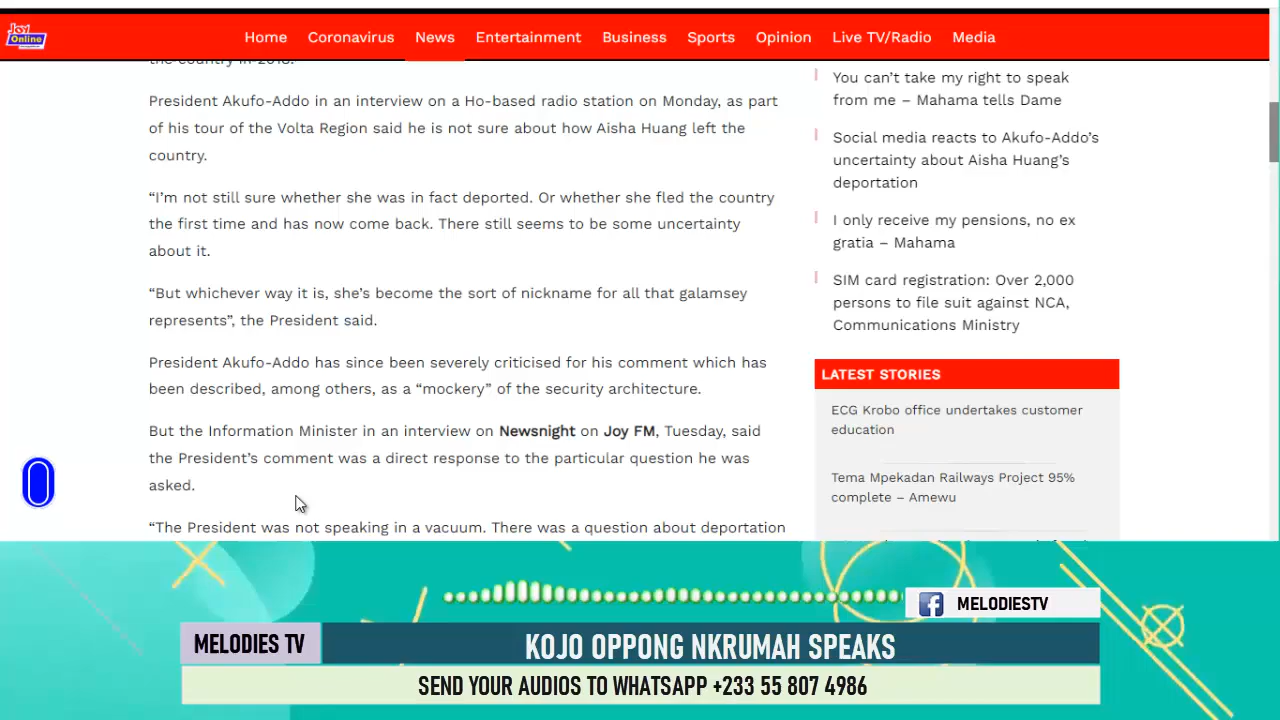 Joy
Online
Home Coronavirus News Entertainment Business Sports Opinion Live TV/Radio Media
the country in 2018.
President Akufo-Addo in an interview on a Ho-based radio station on Monday, as part
of his tour of the Volta Region said he is not sure about how Aisha Huang left the
country.
“I’m not still sure whether she was in fact deported. Or whether she fled the country
the first time and has now come back. There still seems to be some uncertainty
about it.
“But whichever way it is, she’s become the sort of nickname for all that galamsey
represents”, the President said.
President Akufo-Addo has since been severely criticised for his comment which has
been described, among others, as a “mockery” of the security architecture.
But the Information Minister in an interview on Newsnight on Joy FM, Tuesday, said
the President’s comment was a direct response to the particular question he was
asked.
“The President was not speaking in a vacuum. There was a question about deportation
You can’t take my right to speak
from me – Mahama tells Dame
Social media reacts to Akufo-Addo’s
uncertainty about Aisha Huang’s
deportation
I only receive my pensions, no ex
gratia – Mahama
SIM card registration: Over 2,000
persons to file suit against NCA,
Communications Ministry
LATEST STORIES
ECG Krobo office undertakes customer
education
Tema Mpekadan Railways Project 95%
complete – Amewu
MELODIESTV
MELODIES TV
KOJO OPPONG NKRUMAH SPEAKS
SEND YOUR AUDIOS TO WHATSAPP +233 55 807 4986